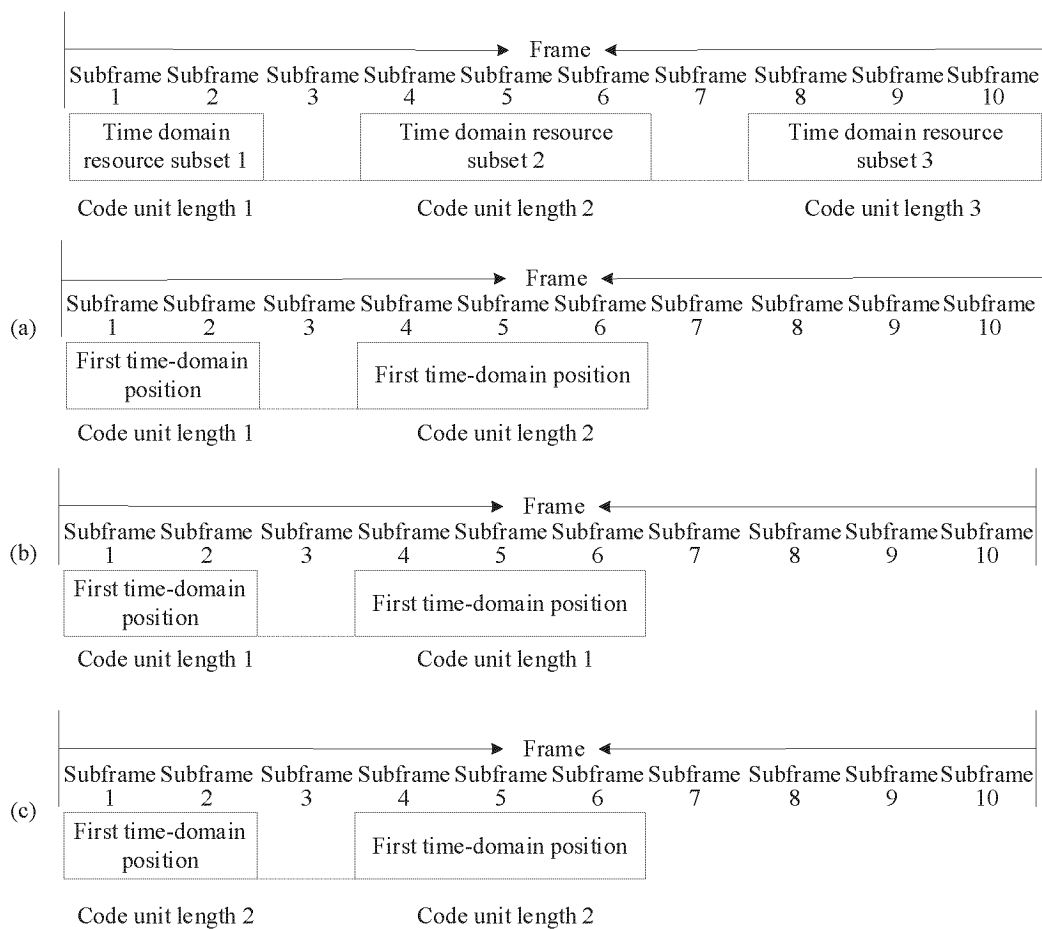 Frame
Subframe Subframe Subframe Subframe Subframe Subframe Subframe Subframe Subframe Subframe
1 2 3 4 5 6 7 8 9 10
Time domain resource subset 1
Time domain resource subset 2
Time domain resource subset 3
Code unit length 1 Code unit length 2 Code unit length 3
Frame
Subframe Subframe Subframe Subframe Subframe Subframe Subframe Subframe Subframe Subframe
(a) 1 2 3 4 5 6 7 8 9 10
First time-domain position
First time-domain position
Code unit length 1 Code unit length 2
Frame
Subframe Subframe Subframe Subframe Subframe Subframe Subframe Subframe Subframe Subframe
(b) 1 2 3 4 5 6 7 8 9 10
First time-domain position
First time-domain position
Code unit length 1 Code unit length 1
Frame
Subframe Subframe Subframe Subframe Subframe Subframe Subframe Subframe Subframe Subframe
(c) 1 2 3 4 5 6 7 8 9 10
First time-domain position
First time-domain position
Code unit length 2 Code unit length 2